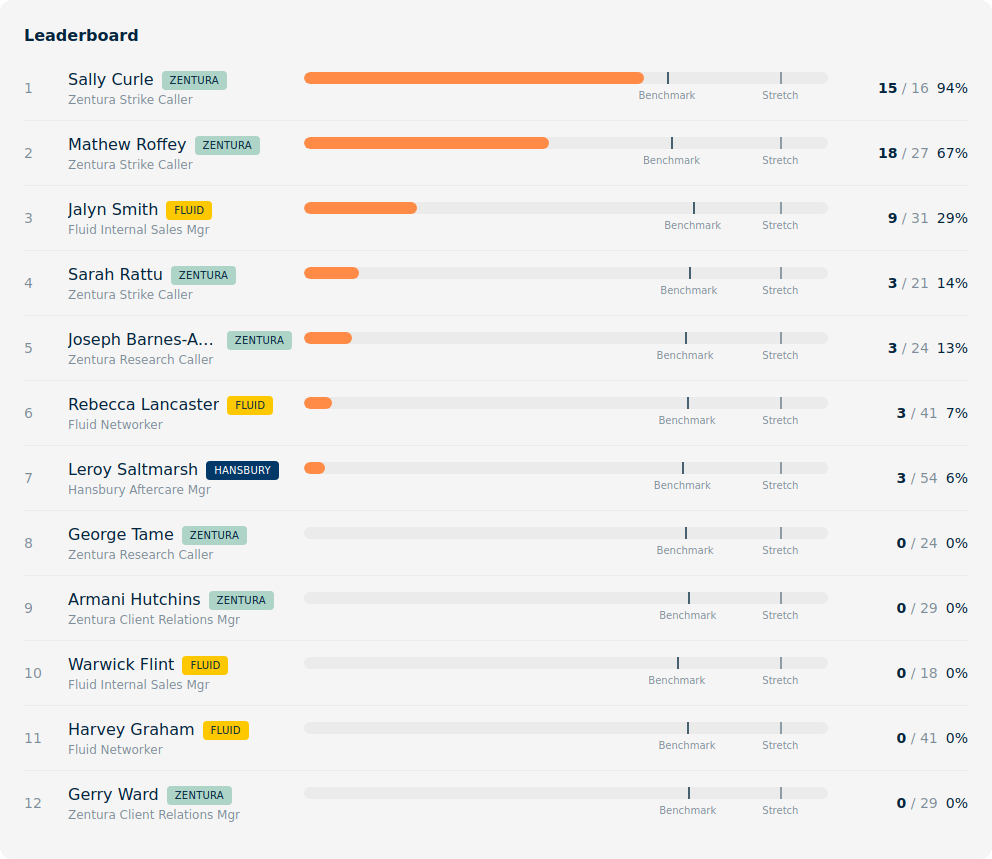 Leaderboard
1 Sally Curle ZENTURA 15 / 16 94%
Zentura Strike Caller Benchmark Stretch
2 Mathew Roffey ZENTURA 18 / 27 67%
Zentura Strike Caller Benchmark Stretch
3 Jalyn Smith FLUID 9 / 31 29%
Fluid Internal Sales Mgr Benchmark Stretch
4 Sarah Rattu ZENTURA 3 / 21 14%
Zentura Strike Caller Benchmark Stretch
5 Joseph Barnes-A... ZENTURA 3 / 24 13%
Zentura Research Caller Benchmark Stretch
6 Rebecca Lancaster FLUID 3 / 41 7%
Fluid Networker Benchmark Stretch
7 Leroy Saltmarsh HANSBURY 3 / 54 6%
Hansbury Aftercare Mgr Benchmark Stretch
8 George Tame ZENTURA 0 / 24 0%
Zentura Research Caller Benchmark Stretch
9 Armani Hutchins ZENTURA 0 / 29 0%
Zentura Client Relations Mgr Benchmark Stretch
10 Warwick Flint FLUID 0 / 18 0%
Fluid Internal Sales Mgr Benchmark Stretch
11 Harvey Graham FLUID 0 / 41 0%
Fluid Networker Benchmark Stretch
12 Gerry Ward ZENTURA 0 / 29 0%
Zentura Client Relations Mgr Benchmark Stretch